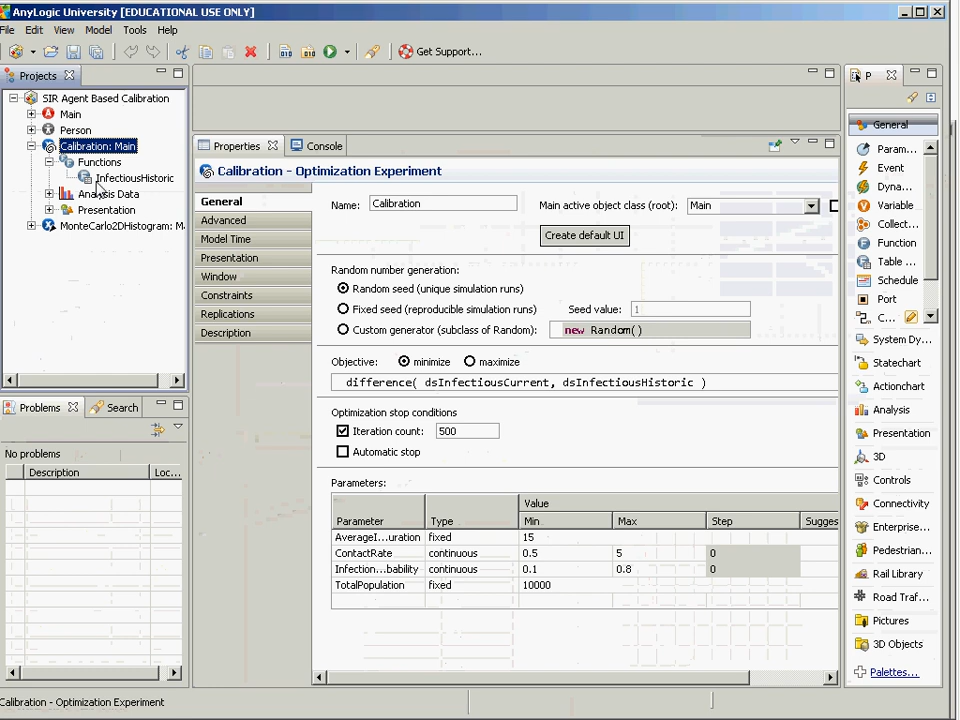 AnyLogic University [EDUCATIONAL USE ONLY]
File Edit View Model Tools Help
Get Support...
Projects
SIR Agent Based Calibration
Main
Person
Calibration: Main
Functions
InfectiousHistoric
Analysis Data
Presentation
MonteCarlo2DHistogram: M
Problems Search
No problems
Description Loc...
Properties Console
Calibration - Optimization Experiment
General
Advanced
Model Time
Presentation
Window
Constraints
Replications
Description
Name: Calibration Main active object class (root): Main
Create default UI
Random number generation:
Random seed (unique simulation runs)
Fixed seed (reproducible simulation runs) Seed value: 1
Custom generator (subclass of Random): new Random()
Objective: minimize maximize
difference( dsInfectiousCurrent, dsInfectiousHistoric )
Optimization stop conditions
Iteration count: 500
Automatic stop
Parameters:
Value
Parameter Type Min Max Step Sugges
AverageI...uration fixed 15
ContactRate continuous 0.5 5 0
Infection...bability continuous 0.1 0.8 0
TotalPopulation fixed 10000
P
General
Param...
Event
Dyna...
Variable
Collect...
Function
Table ...
Schedule
Port
C...
System Dy...
Statechart
Actionchart
Analysis
Presentation
3D
Controls
Connectivity
Enterprise...
Pedestrian...
Rail Library
Road Traf...
Pictures
3D Objects
Palettes...
Calibration - Optimization Experiment